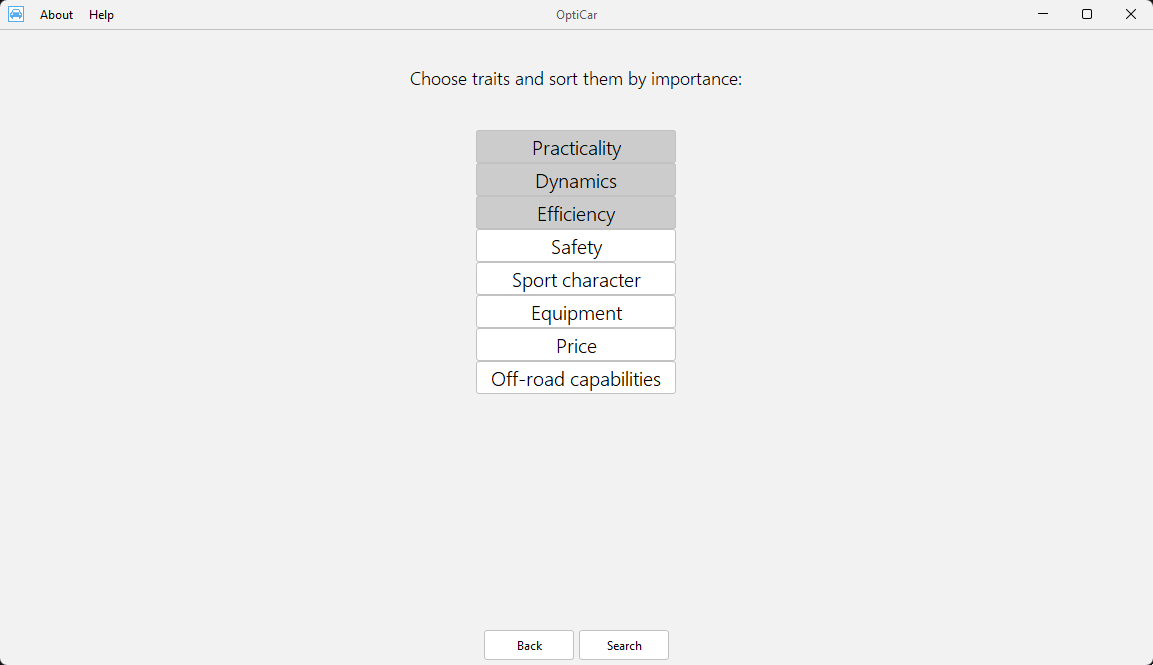 About Help OptiCar
Choose traits and sort them by importance:
Practicality
Dynamics
Efficiency
Safety
Sport character
Equipment
Price
Off-road capabilities
Back Search